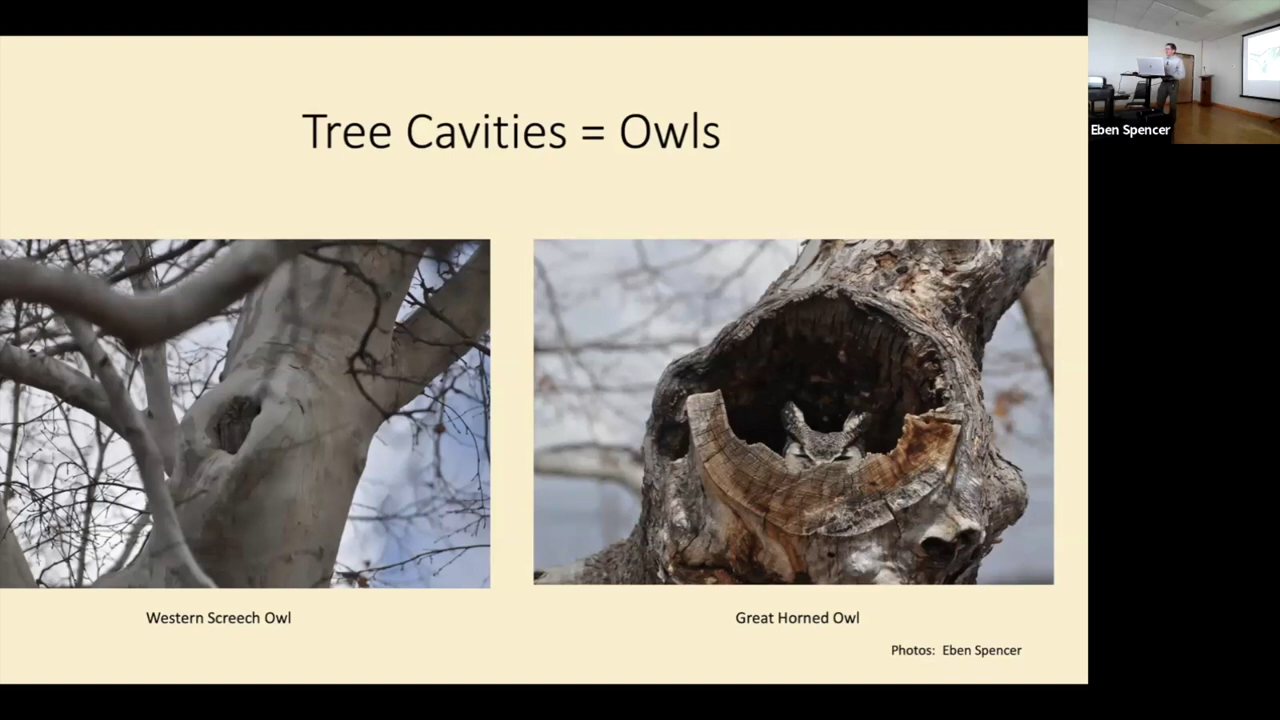 Tree Cavities = Owls
Western Screech Owl
Great Horned Owl
Photos: Eben Spencer
Eben Spencer